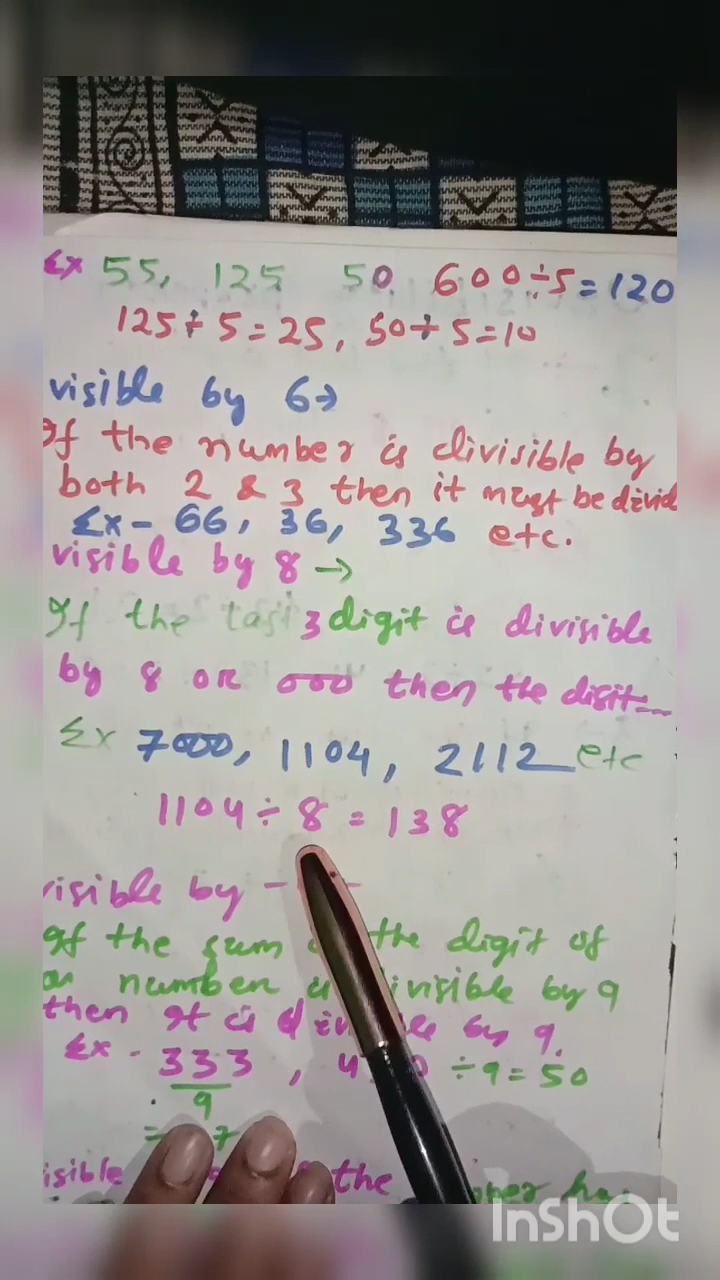 Ex 55, 125 50 600÷5=120
125÷5=25, 50÷5=10
visible by 6→
If the number is divisible by
both 2 & 3 then it must be divid
Ex- 66, 36, 336 etc.
visible by 8 →
If the last 3 digit is divisible
by 8 or 000 then the digit...
Ex 7000, 1104, 2112 etc
1104 ÷ 8 = 138
visible by -
If the sum the digit of
number divisible by 9
then It is by 9.
Ex - 333 , 4 ÷9=50
9
= 7
isible the
InShOt